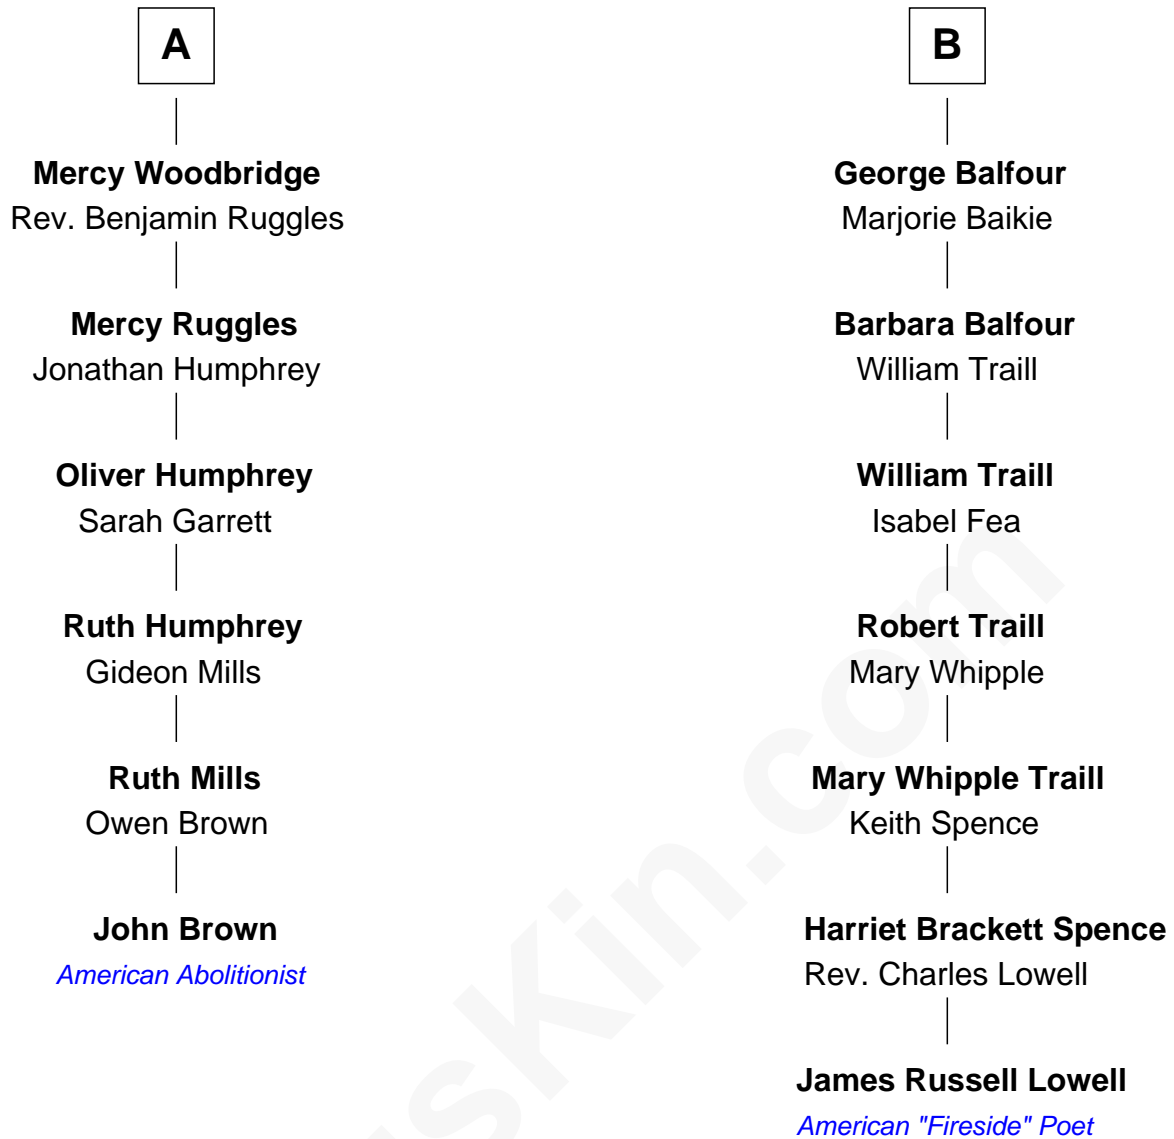 A
Mercy Woodbridge
Rev. Benjamin Ruggles
Mercy Ruggles
Jonathan Humphrey
Oliver Humphrey
Sarah Garrett
Ruth Humphrey
Gideon Mills
Ruth Mills
Owen Brown
John Brown
American Abolitionist
B
George Balfour
Marjorie Baikie
Barbara Balfour
William Traill
William Traill
Isabel Fea
Robert Traill
Mary Whipple
Mary Whipple Traill
Keith Spence
Harriet Brackett Spence
Rev. Charles Lowell
James Russell Lowell
American "Fireside" Poet
usKin.com